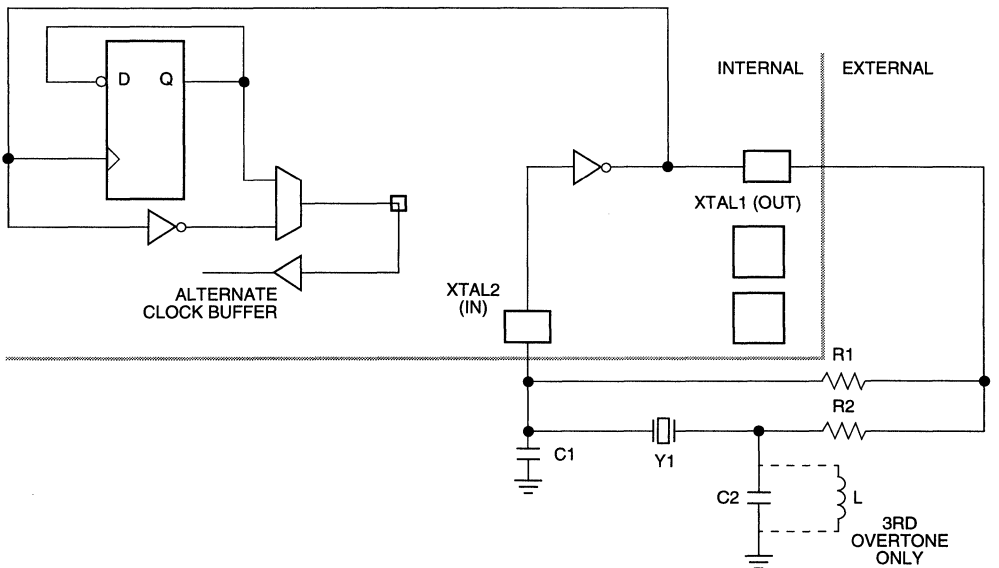 INTERNAL
EXTERNAL
D
Q
XTAL1 (OUT)
ALTERNATE
CLOCK BUFFER
XTAL2
(IN)
R1
R2
C1
Y1
C2
L
3RD
OVERTONE
ONLY